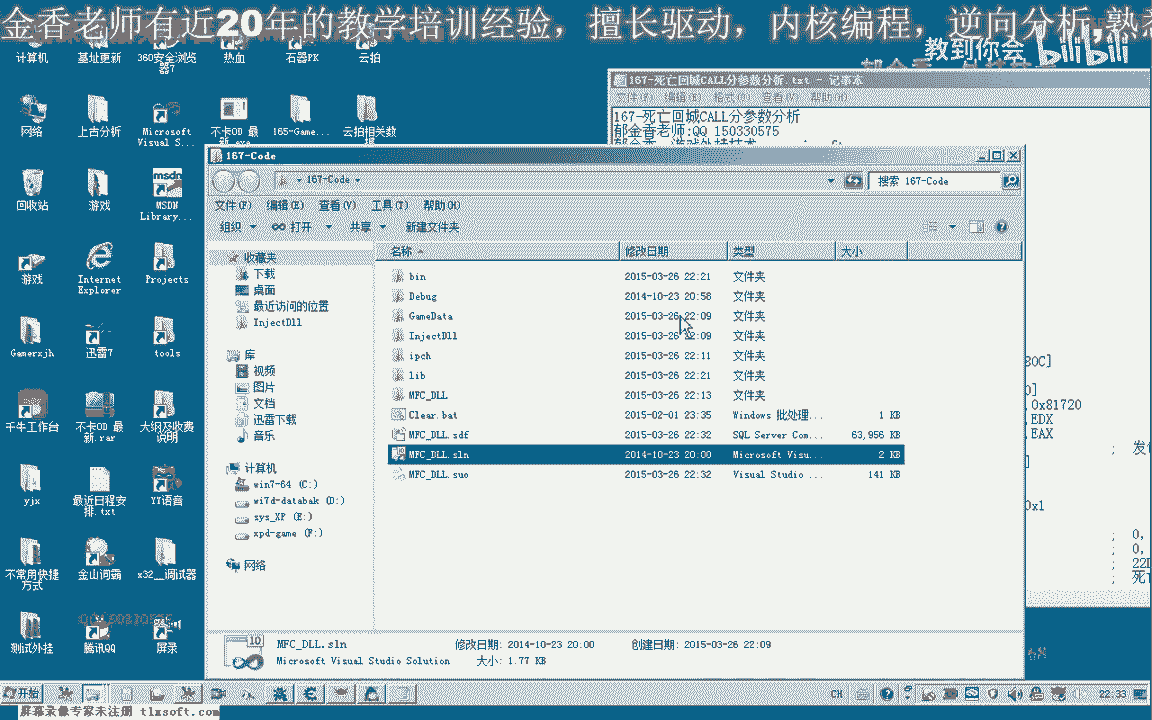 金香老师有近20年的教学培训经验，擅长驱动，内核编程，逆向分析,熟悉
教到你会 bilibili
计算机
基址更新
360安全浏览器7
热血
石器PK
云拍
网络
上古分析
Microsoft Visual S...
不卡OD 最新.exe
165-Game...
云拍相关数据
回收站
游戏
MSDN Library...
游戏
Internet Explorer
Projects
Gamerxjh
迅雷7
tools
千牛工作台
不卡OD 最新.rar
大纲及收费说明
yjx
最近日程安排.txt
YY语音
不常用快捷方式
金山词霸
x32__调试器
测试外挂
腾讯QQ
屏录
167-死亡回城CALL分参数分析.txt - 记事本
文件(F) 编辑(E) 格式(O) 查看(V) 帮助(H)
167-死亡回城CALL分参数分析
郁金香老师:QQ 150330575
80C]
,0x81720
,EDX
,EAX
0x1
; 0,
; 0,
167-Code
167-Code
搜索 167-Code
文件(F) 编辑(E) 查看(V) 工具(T) 帮助(H)
组织 打开 共享 新建文件夹
收藏夹
下载
桌面
最近访问的位置
InjectDll
库
视频
图片
文档
迅雷下载
音乐
计算机
win7-64 (C:)
wi7d-databak (D:)
sys_XP (E:)
xpd-game (F:)
网络
名称 修改日期 类型 大小
bin 2015-03-26 22:21 文件夹
Debug 2014-10-23 20:58 文件夹
GameData 2015-03-26 22:09 文件夹
InjectDll 2015-03-26 22:09 文件夹
ipch 2015-03-26 22:11 文件夹
lib 2015-03-26 22:21 文件夹
MFC_DLL 2015-03-26 22:13 文件夹
Clear.bat 2015-02-01 23:35 Windows 批处理... 1 KB
MFC_DLL.sdf 2015-03-26 22:32 SQL Server Com... 63,956 KB
MFC_DLL.sln 2014-10-23 20:00 Microsoft Visu... 2 KB
MFC_DLL.suo 2015-03-26 22:32 Visual Studio ... 141 KB
MFC_DLL.sln 修改日期: 2014-10-23 20:00 创建日期: 2015-03-26 22:09
Microsoft Visual Studio Solution 大小: 1.77 KB
开始
CH
22:33
屏幕录像专家未注册 tlxsoft.com